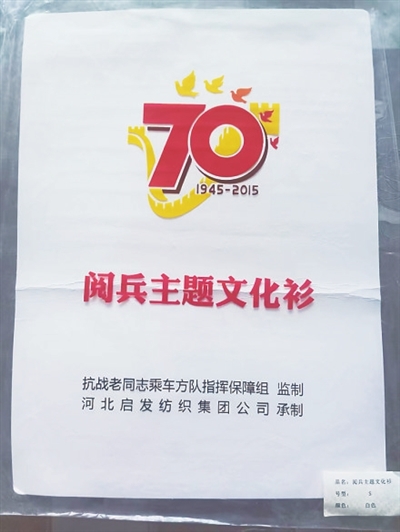 70
1945-2015
阅兵主题文化衫
抗战老同志乘车方队指挥保障组 监制
河北启发纺织集团公司 承制
品名: 阅兵主题文化衫
号型: S
颜色: 白色